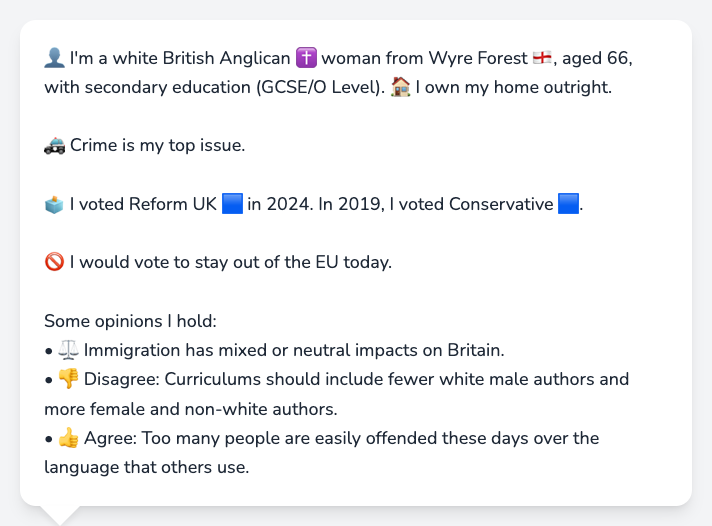 👤 I'm a white British Anglican ✝️ woman from Wyre Forest 🏴󠁧󠁢󠁥󠁮󠁧󠁿, aged 66,
with secondary education (GCSE/O Level). 🏠 I own my home outright.
🚓 Crime is my top issue.
🗳️ I voted Reform UK 🟦 in 2024. In 2019, I voted Conservative 🟦.
🚫 I would vote to stay out of the EU today.
Some opinions I hold:
• ⚖️ Immigration has mixed or neutral impacts on Britain.
• 👎 Disagree: Curriculums should include fewer white male authors and
more female and non-white authors.
• 👍 Agree: Too many people are easily offended these days over the
language that others use.